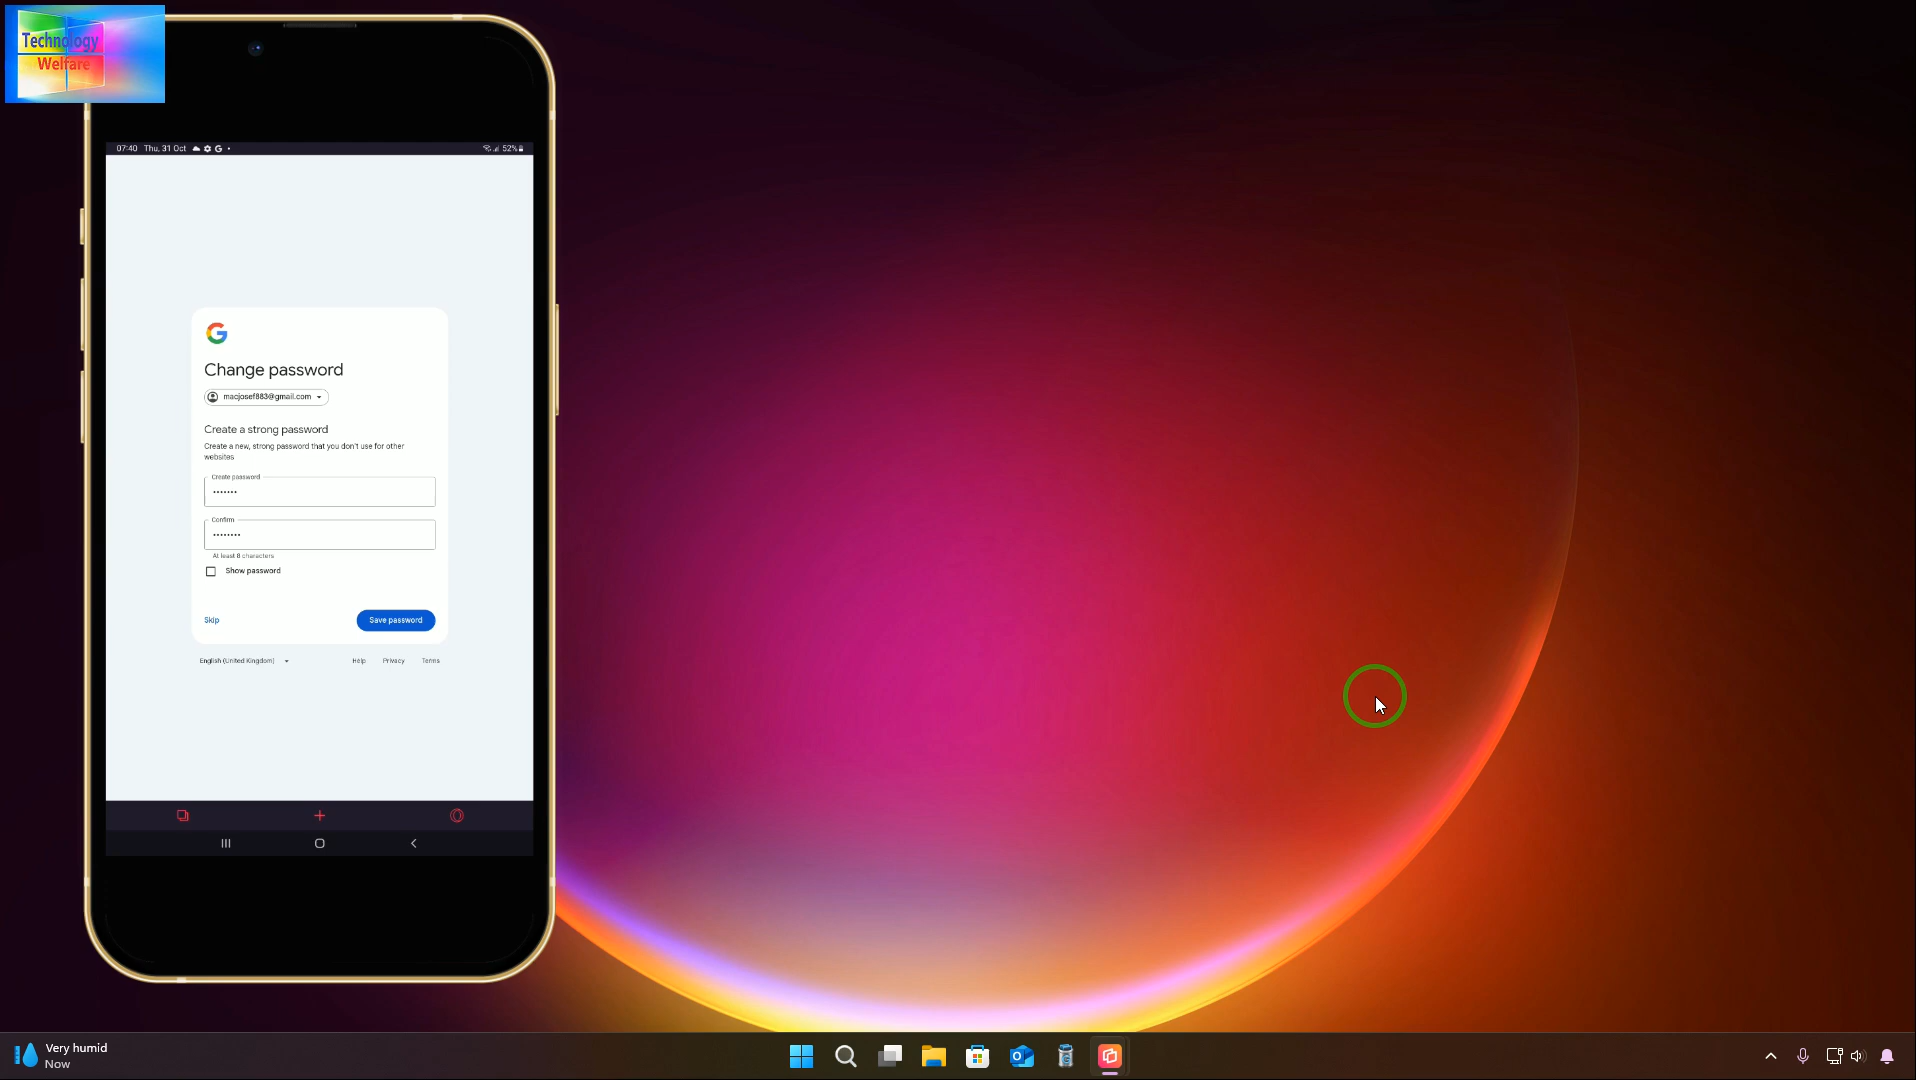 Technology
Welfare
07:40 Thu, 31 Oct
52%
Change password
macjosef883@gmail.com
Create a strong password
Create a new, strong password that you don't use for other
websites
Create password
•••••••
Confirm
••••••••
At least 8 characters
Show password
Skip
Save password
English (United Kingdom)
Help Privacy Terms
Very humid
Now